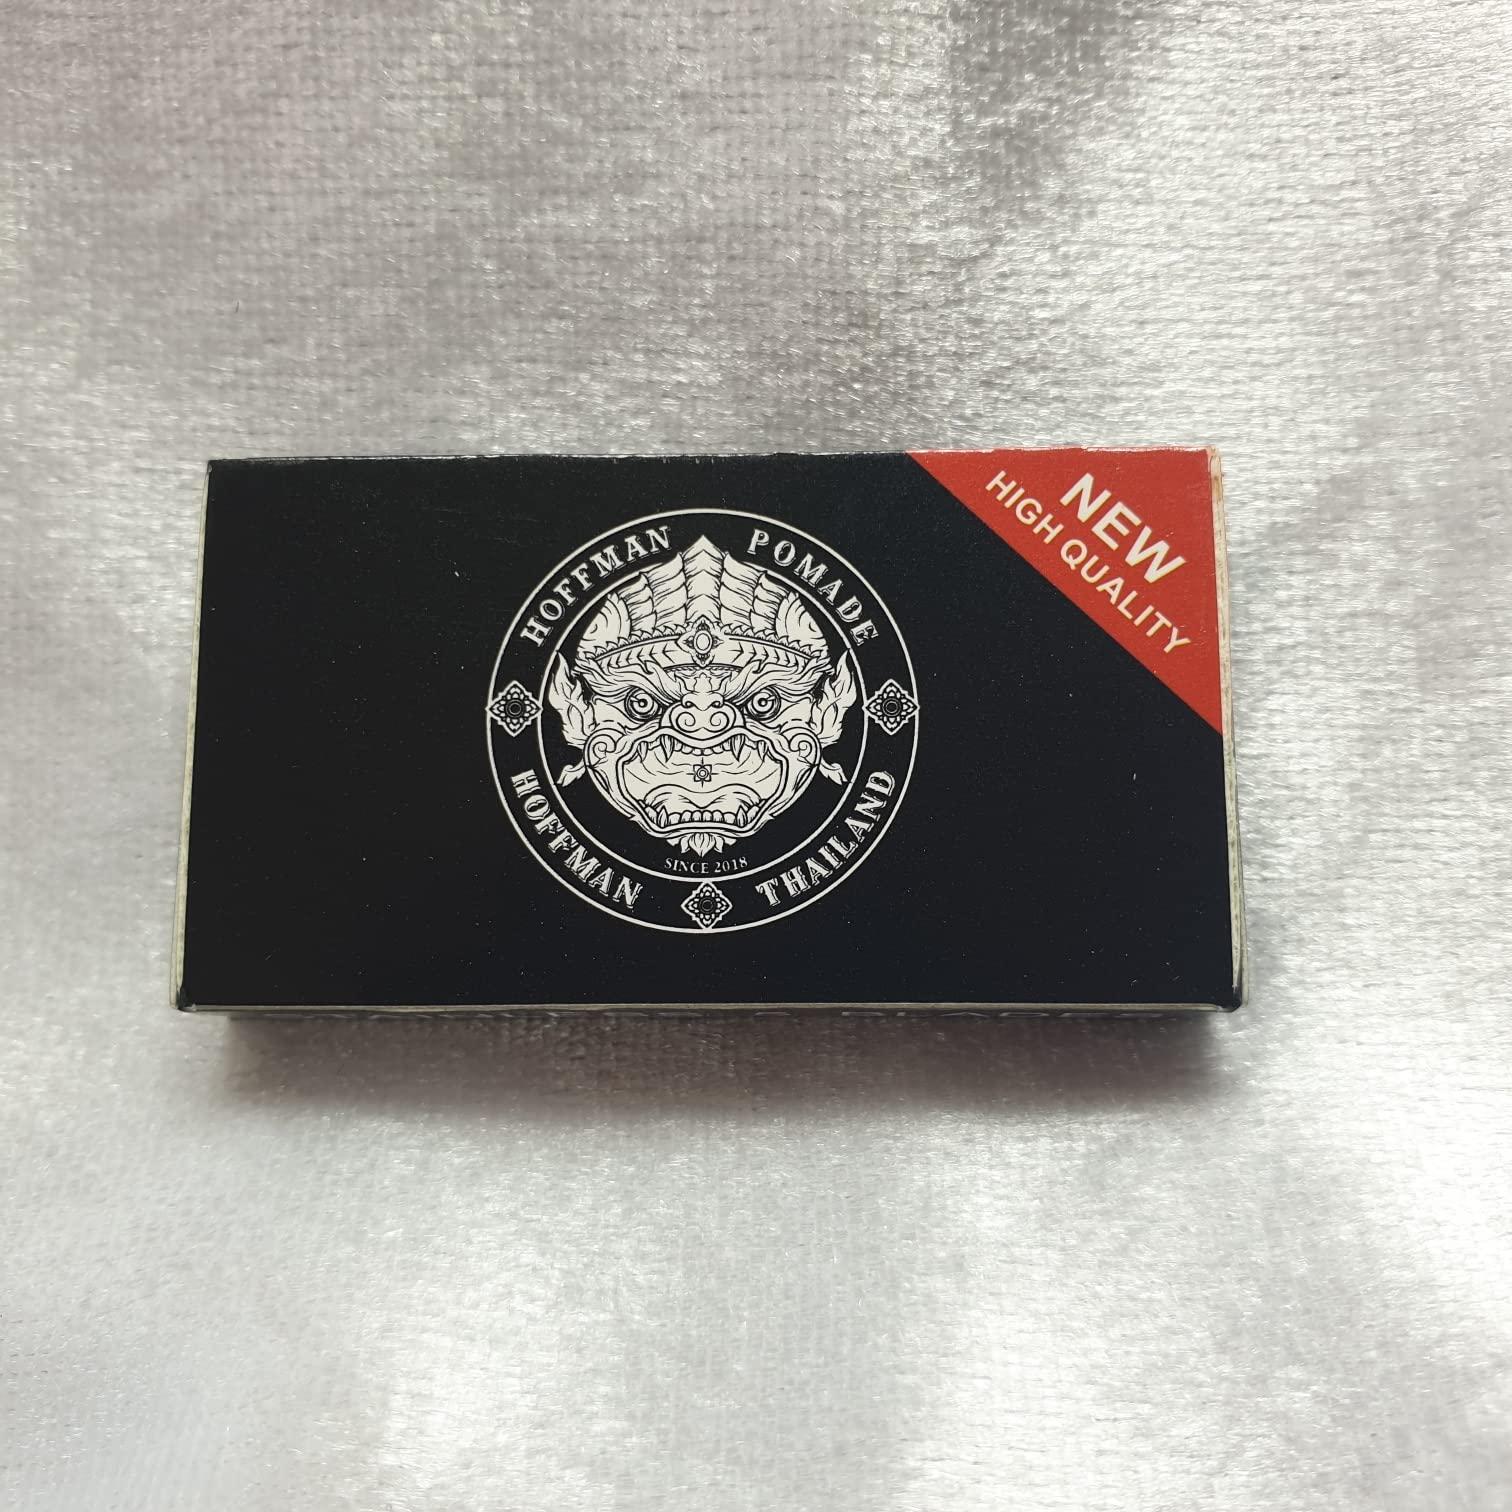 HOFFMAN POMADE
NEW
HIGH QUALITY
SINCE 2018
HOFFMAN THAILAND